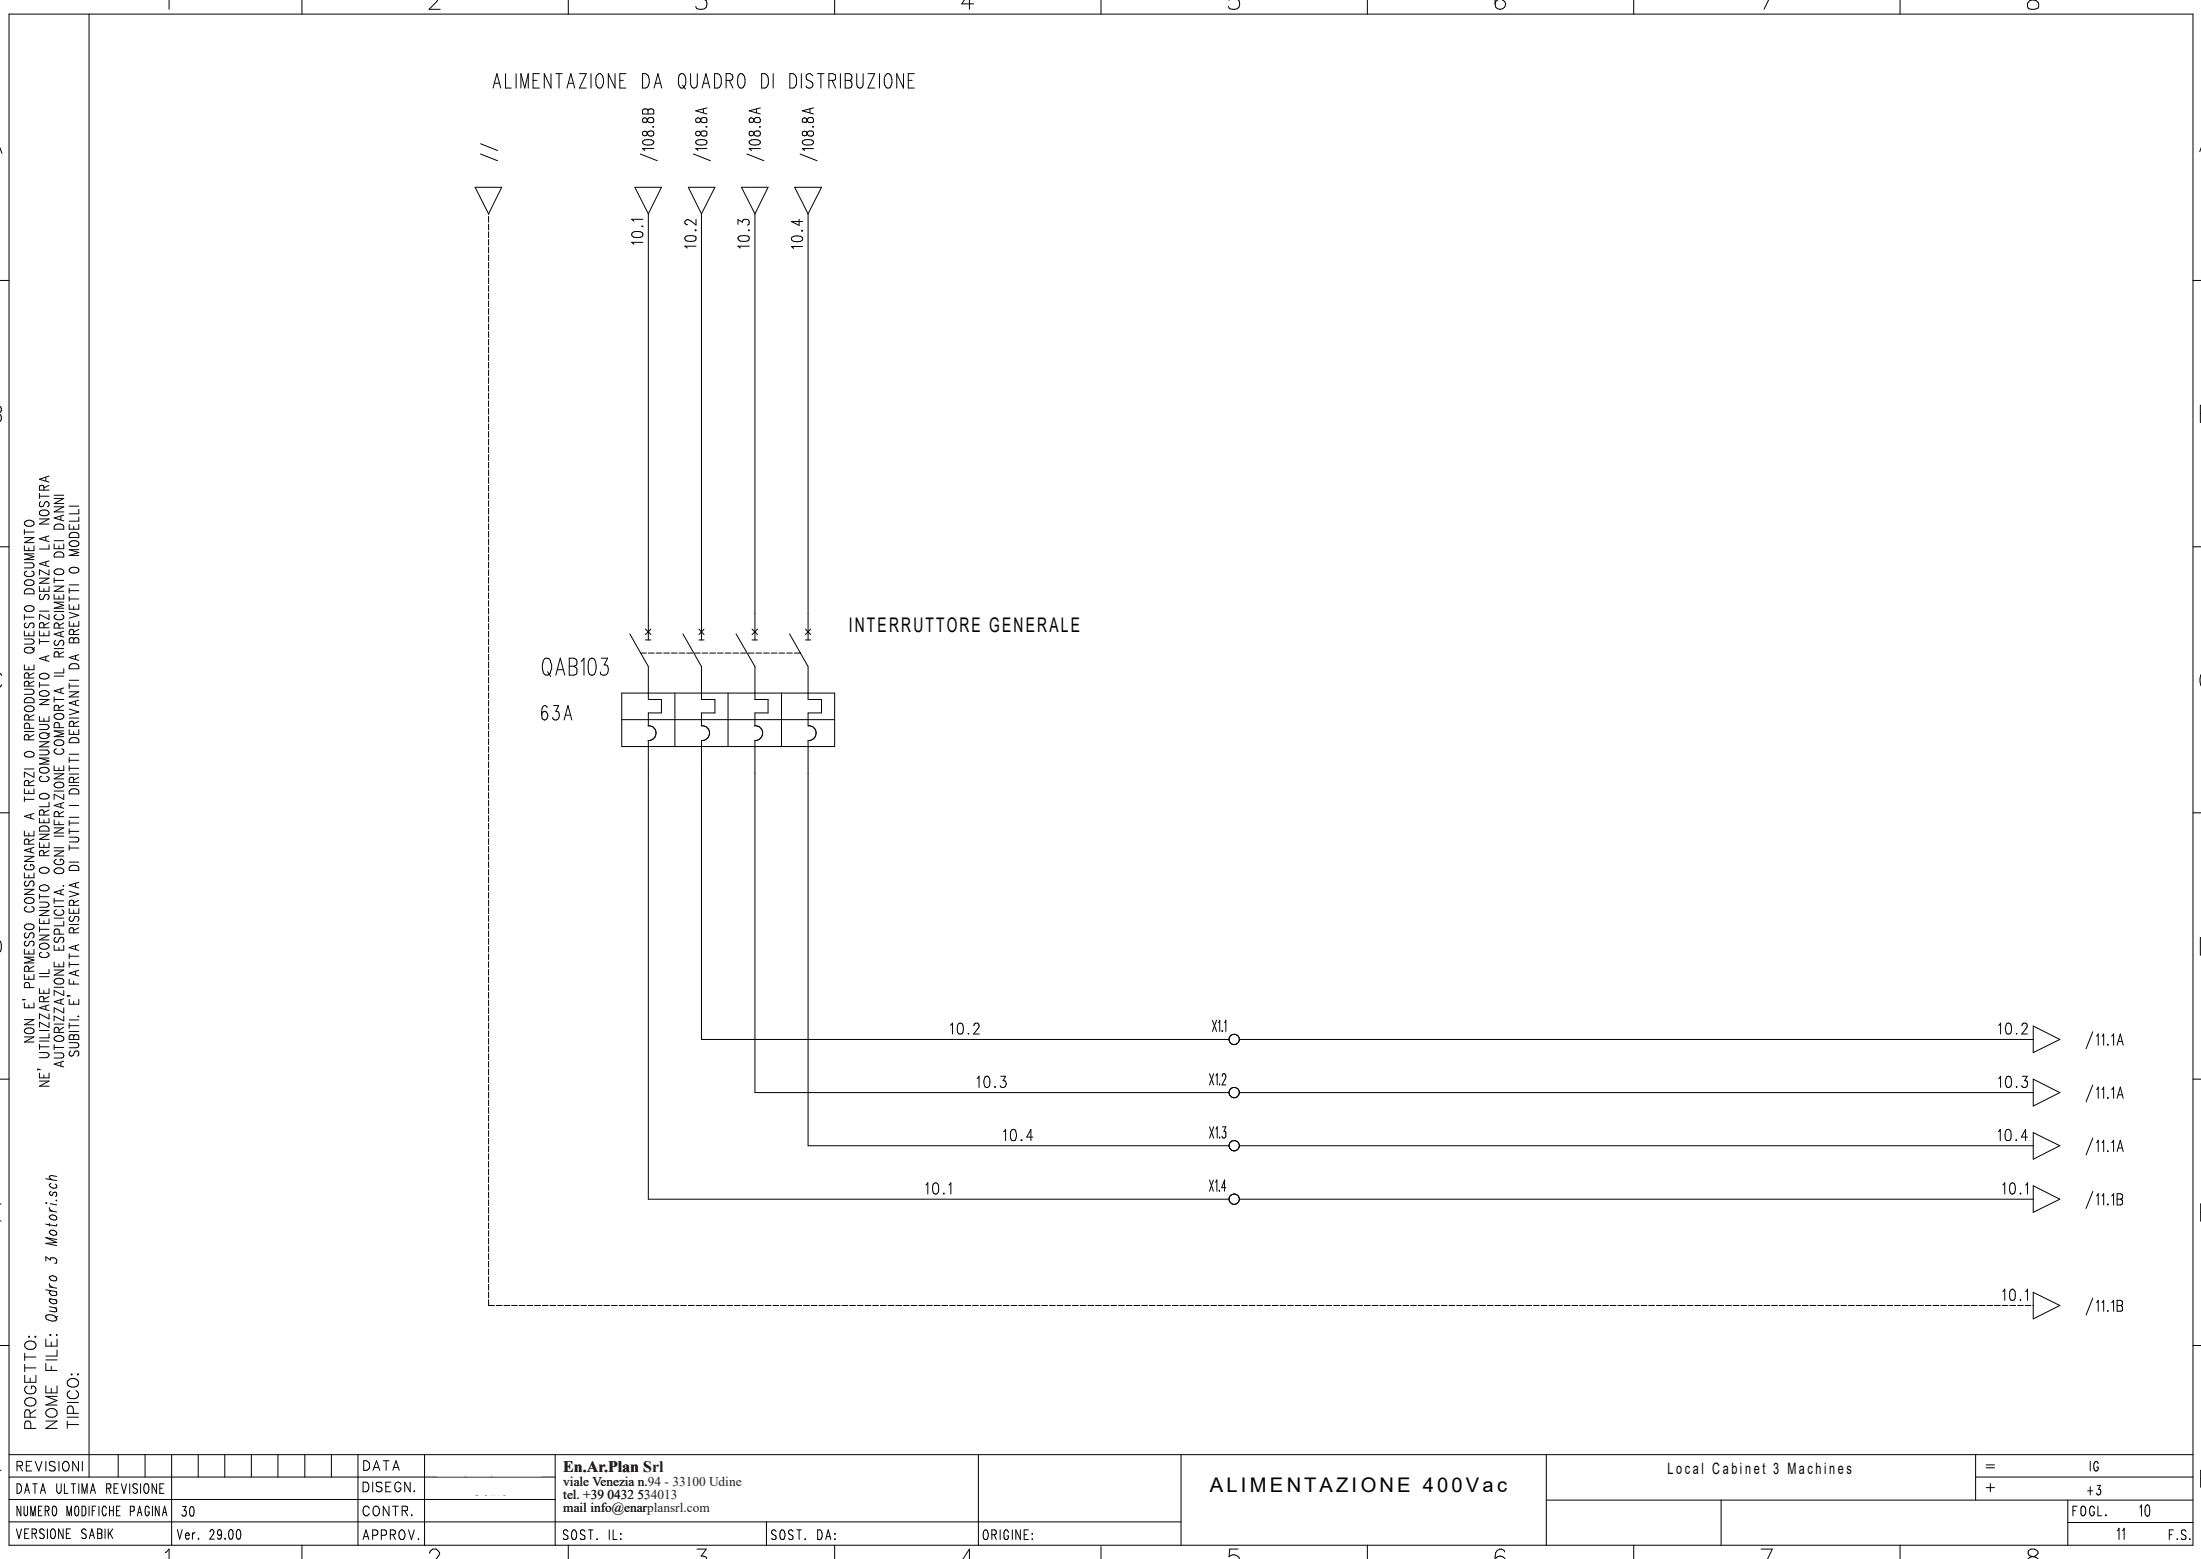 1 2 3 4 5 6 7 8
ALIMENTAZIONE DA QUADRO DI DISTRIBUZIONE
//
/108.8B
/108.8A
/108.8A
/108.8A
10.1
10.2
10.3
10.4
INTERRUTTORE GENERALE
QAB103
63A
10.2 X1.1 10.2 /11.1A
10.3 X1.2 10.3 /11.1A
10.4 X1.3 10.4 /11.1A
10.1 X1.4 10.1 /11.1B
10.1 /11.1B
NON E' PERMESSO CONSEGNARE A TERZI O RIPRODURRE QUESTO DOCUMENTO
NE' UTILIZZARE IL CONTENUTO O RENDERLO COMUNQUE NOTO A TERZI SENZA LA NOSTRA
AUTORIZZAZIONE ESPLICITA. OGNI INFRAZIONE COMPORTA IL RISARCIMENTO DEI DANNI
SUBITI. E' FATTA RISERVA DI TUTTI I DIRITTI DERIVANTI DA BREVETTI O MODELLI
PROGETTO:
NOME FILE: Quadro 3 Motori.sch
TIPICO:
REVISIONI
DATA ULTIMA REVISIONE
NUMERO MODIFICHE PAGINA 30
VERSIONE SABIK Ver. 29.00
DATA
DISEGN.
CONTR.
APPROV.
En.Ar.Plan Srl
viale Venezia n.94 - 33100 Udine
tel. +39 0432 534013
mail info@enarplansrl.com
SOST. IL: SOST. DA: ORIGINE:
ALIMENTAZIONE 400Vac
Local Cabinet 3 Machines
= IG
+ +3
FOGL. 10
11 F.S.
1 2 3 4 5 6 7 8